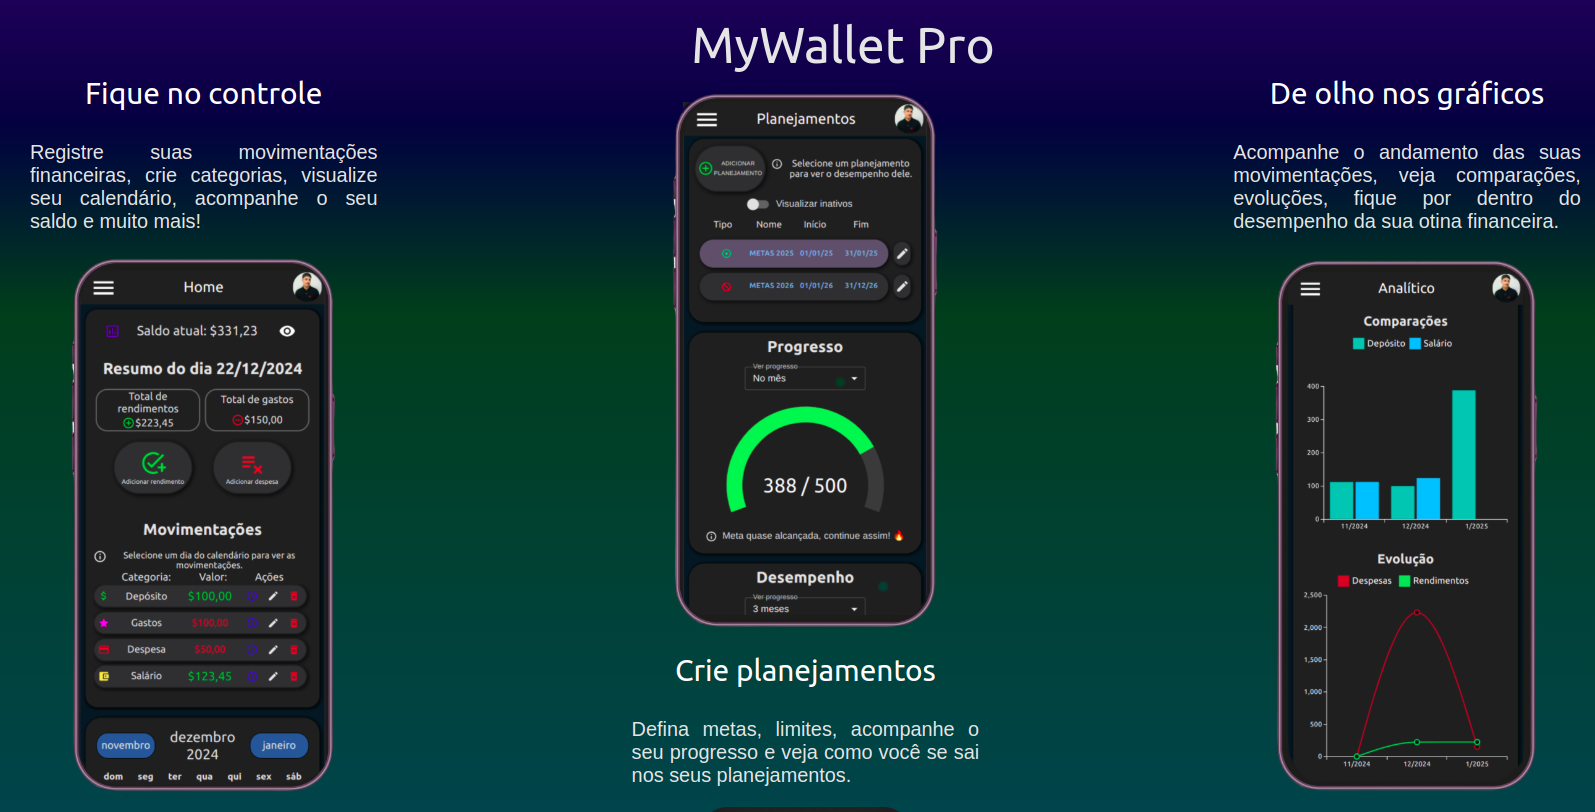 MyWallet Pro
Fique no controle
Registre suas movimentações
financeiras, crie categorias, visualize
seu calendário, acompanhe o seu
saldo e muito mais!
Home
Saldo atual: $331,23
Resumo do dia 22/12/2024
Total de
rendimentos
$223,45
Total de gastos
$150,00
Adicionar rendimento
Adicionar despesa
Movimentações
Selecione um dia do calendário para ver as
movimentações.
Categoria: Valor: Ações
Depósito $100,00
Gastos $100,00
Despesa $50,00
Salário $123,45
novembro
dezembro
2024
janeiro
dom seg ter qua qui sex sáb
Planejamentos
ADICIONAR
PLANEJAMENTO
Selecione um planejamento
para ver o desempenho dele.
Visualizar inativos
Tipo Nome Início Fim
METAS 2025 01/01/25 31/01/25
METAS 2026 01/01/26 31/12/26
Progresso
Ver progresso
No mês
388 / 500
Meta quase alcançada, continue assim! 🔥
Desempenho
Ver progresso
3 meses
Crie planejamentos
Defina metas, limites, acompanhe o
seu progresso e veja como você se sai
nos seus planejamentos.
De olho nos gráficos
Acompanhe o andamento das suas
movimentações, veja comparações,
evoluções, fique por dentro do
desempenho da sua otina financeira.
Analítico
Comparações
Depósito Salário
400
300
200
100
0
11/2024 12/2024 1/2025
Evolução
Despesas Rendimentos
2,500
2,000
1,500
1,000
500
0
11/2024 12/2024 1/2025